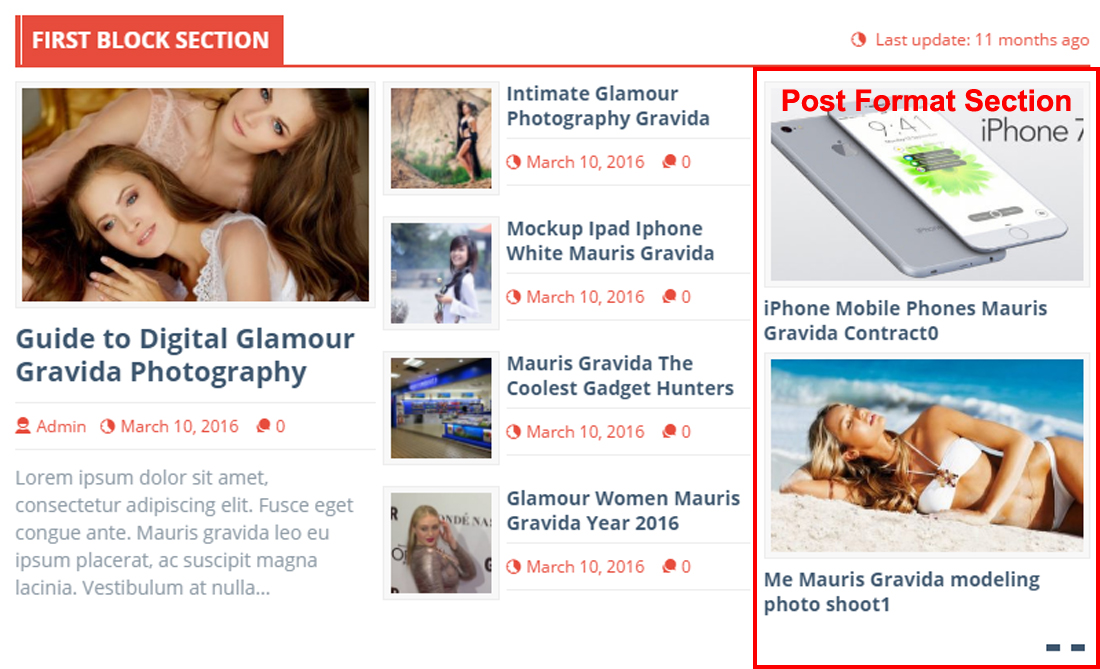 FIRST BLOCK SECTION
Last update: 11 months ago
Guide to Digital Glamour
Gravida Photography
Admin March 10, 2016 0
Lorem ipsum dolor sit amet,
consectetur adipiscing elit. Fusce eget
congue ante. Mauris gravida leo eu
ipsum placerat, ac suscipit magna
lacinia. Vestibulum at nulla...
Intimate Glamour
Photography Gravida
March 10, 2016 0
Mockup Ipad Iphone
White Mauris Gravida
March 10, 2016 0
Mauris Gravida The
Coolest Gadget Hunters
March 10, 2016 0
Glamour Women Mauris
Gravida Year 2016
March 10, 2016 0
Post Format Section
9:41
iPhone 7
iPhone
iPhone Mobile Phones Mauris
Gravida Contract0
Me Mauris Gravida modeling
photo shoot1